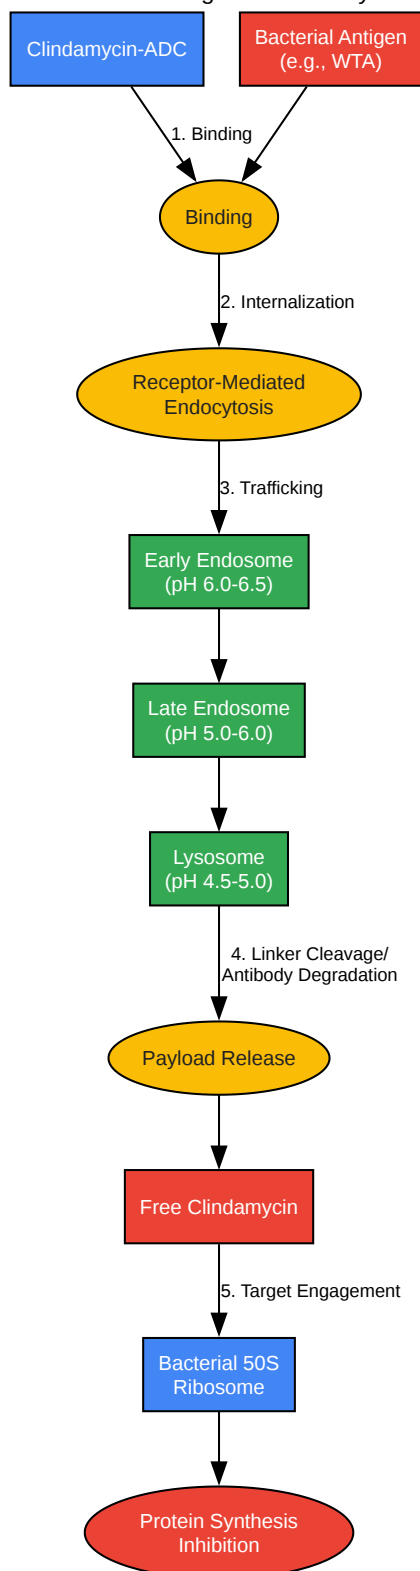 Clindamycin-ADC
Bacterial Antigen
(e.g., WTA)
1. Binding
Binding
2. Internalization
Receptor-Mediated
Endocytosis
3. Trafficking
Early Endosome
(pH 6.0-6.5)
Late Endosome
(pH 5.0-6.0)
Lysosome
(pH 4.5-5.0)
4. Linker Cleavage/
Antibody Degradation
Payload Release
Free Clindamycin
5. Target Engagement
Bacterial 50S
Ribosome
Protein Synthesis
Inhibition